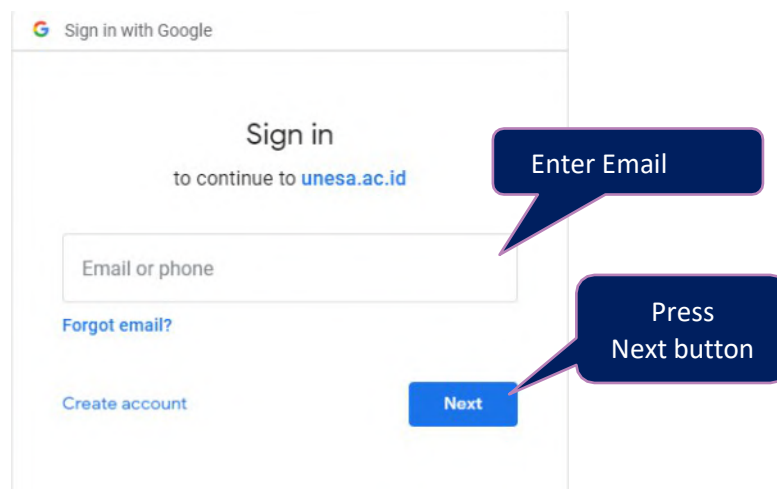 Sign in with Google
Sign in
to continue to unesa.ac.id
Enter Email
Email or phone
Forgot email?
Press
Next button
Create account
Next